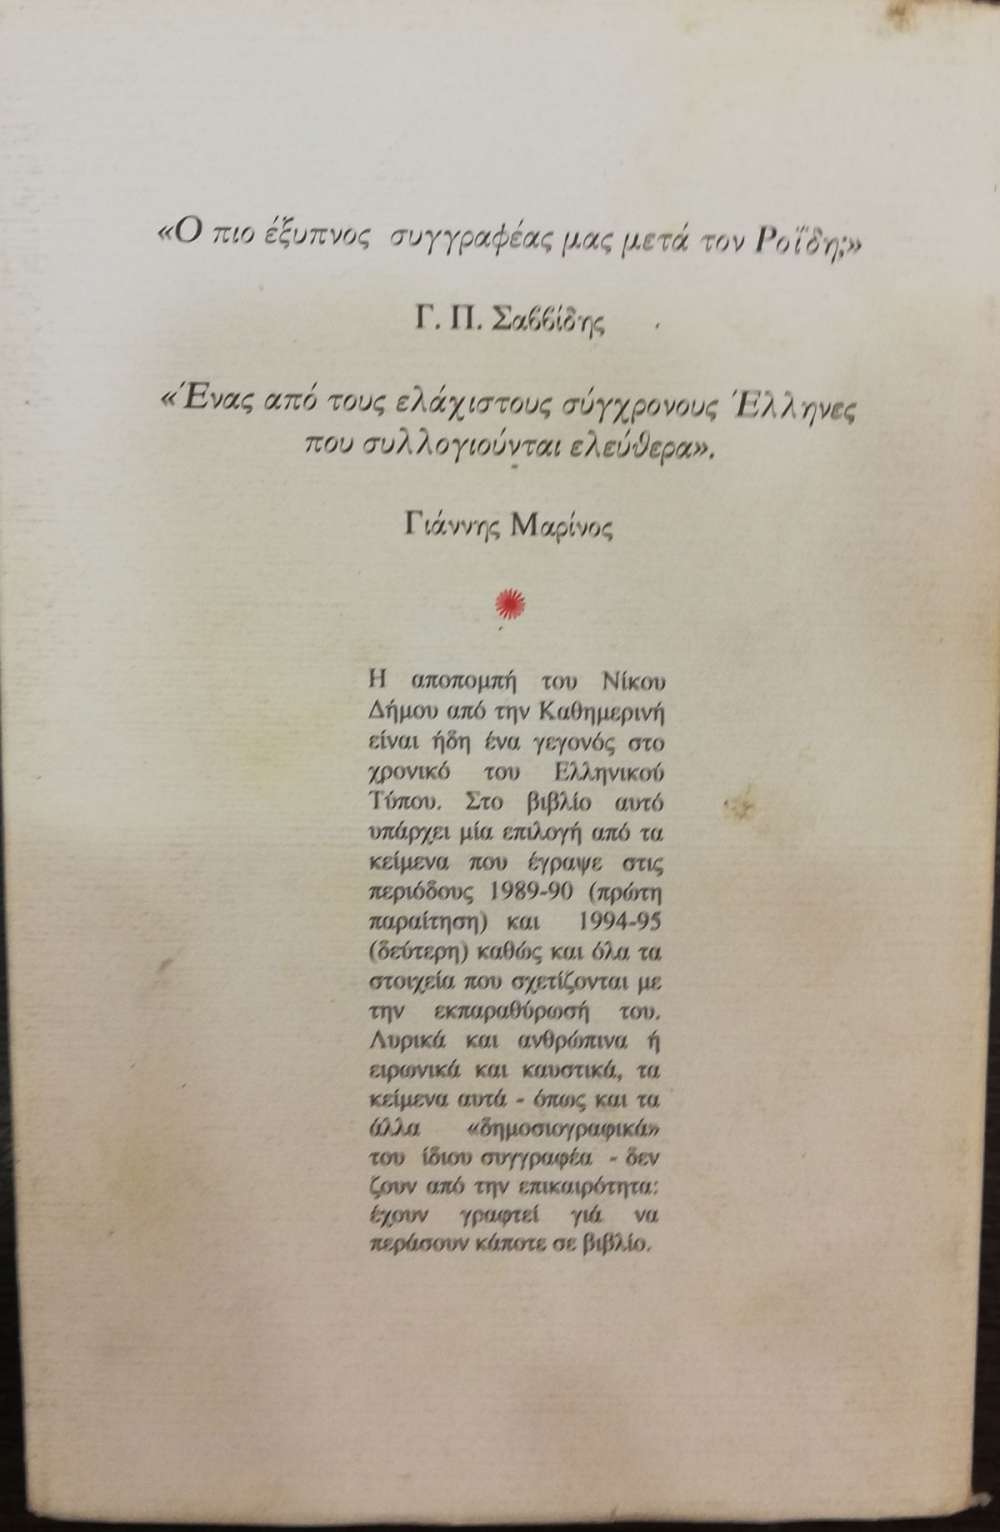 «Ο πιο έξυπνος συγγραφέας μας μετά τον Ροΐδη;»
Γ. Π. Σαββίδης
«Ένας από τους ελάχιστους σύγχρονους Έλληνες
που συλλογιούνται ελεύθερα».
Γιάννης Μαρίνος
Η αποπομπή του Νίκου
Δήμου από την Καθημερινή
είναι ήδη ένα γεγονός στο
χρονικό του Ελληνικού
Τύπου. Στο βιβλίο αυτό
υπάρχει μία επιλογή από τα
κείμενα που έγραψε στις
περιόδους 1989-90 (πρώτη
παραίτηση) και 1994-95
(δεύτερη) καθώς και όλα τα
στοιχεία που σχετίζονται με
την εκπαραθύρωσή του.
Λυρικά και ανθρώπινα ή
ειρωνικά και καυστικά, τα
κείμενα αυτά - όπως και τα
άλλα «δημοσιογραφικά»
του ίδιου συγγραφέα - δεν
ζουν από την επικαιρότητα:
έχουν γραφτεί γιά να
περάσουν κάποτε σε βιβλίο.